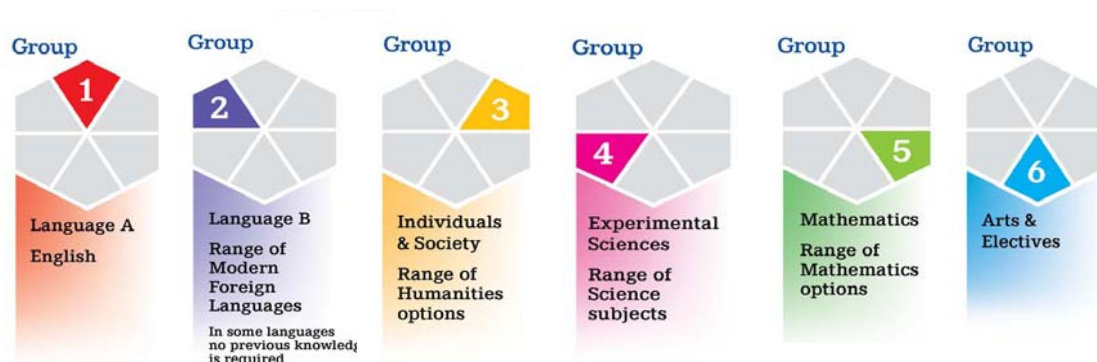 Group
1
Language A
English
Group
2
Language B
Range of
Modern
Foreign
Languages
In some languages
no previous knowledg
is required
Group
3
Individuals
& Society
Range of
Humanities
options
Group
4
Experimental
Sciences
Range of
Science
subjects
Group
5
Mathematics
Range of
Mathematics
options
Group
6
Arts &
Electives